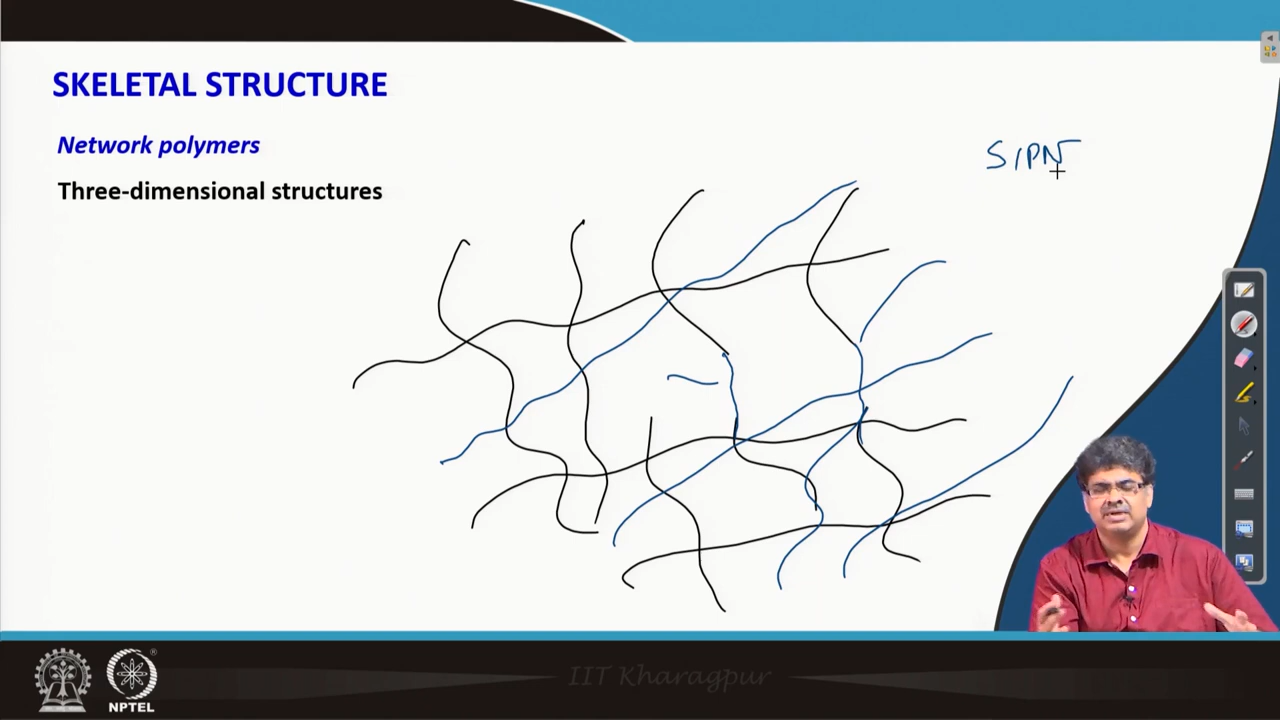 SKELETAL STRUCTURE
Network polymers
Three-dimensional structures
SIPN
IIT Kharagpur
NPTEL